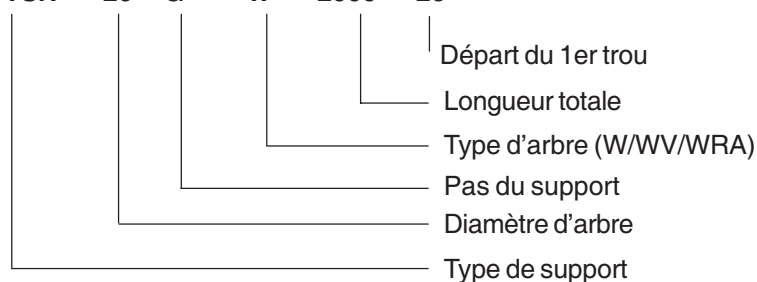 Départ du 1er trou
Longueur totale
Type d’arbre (W/WV/WRA)
Pas du support
Diamètre d’arbre
Type de support